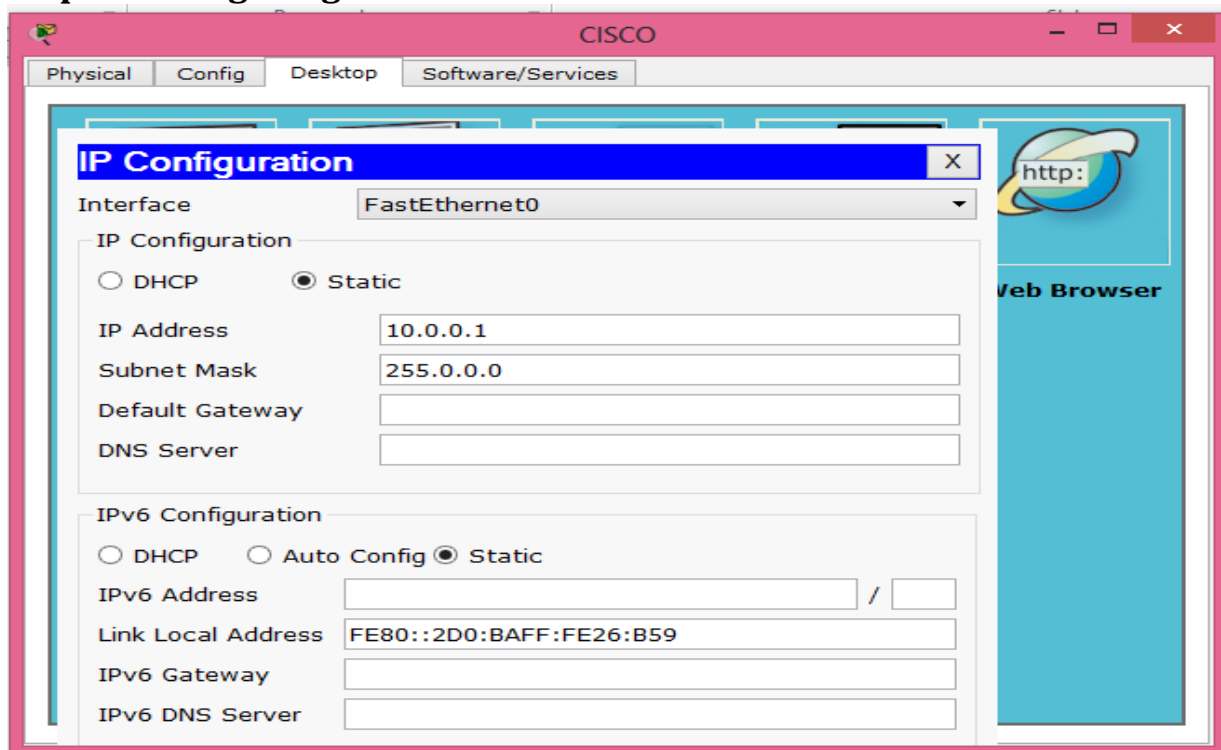 CISCO
Physical Config Desktop Software/Services
http:
Web Browser
IP Configuration X
Interface FastEthernet0
IP Configuration
DHCP Static
IP Address 10.0.0.1
Subnet Mask 255.0.0.0
Default Gateway
DNS Server
IPv6 Configuration
DHCP Auto Config Static
IPv6 Address /
Link Local Address FE80::2D0:BAFF:FE26:B59
IPv6 Gateway
IPv6 DNS Server